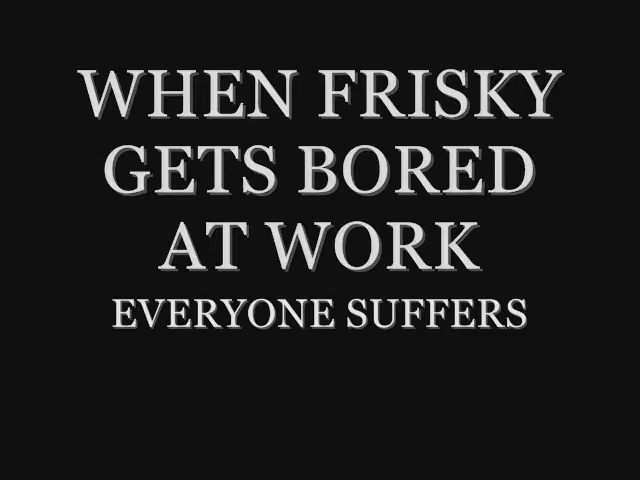 WHEN FRISKY
GETS BORED
AT WORK
EVERYONE SUFFERS